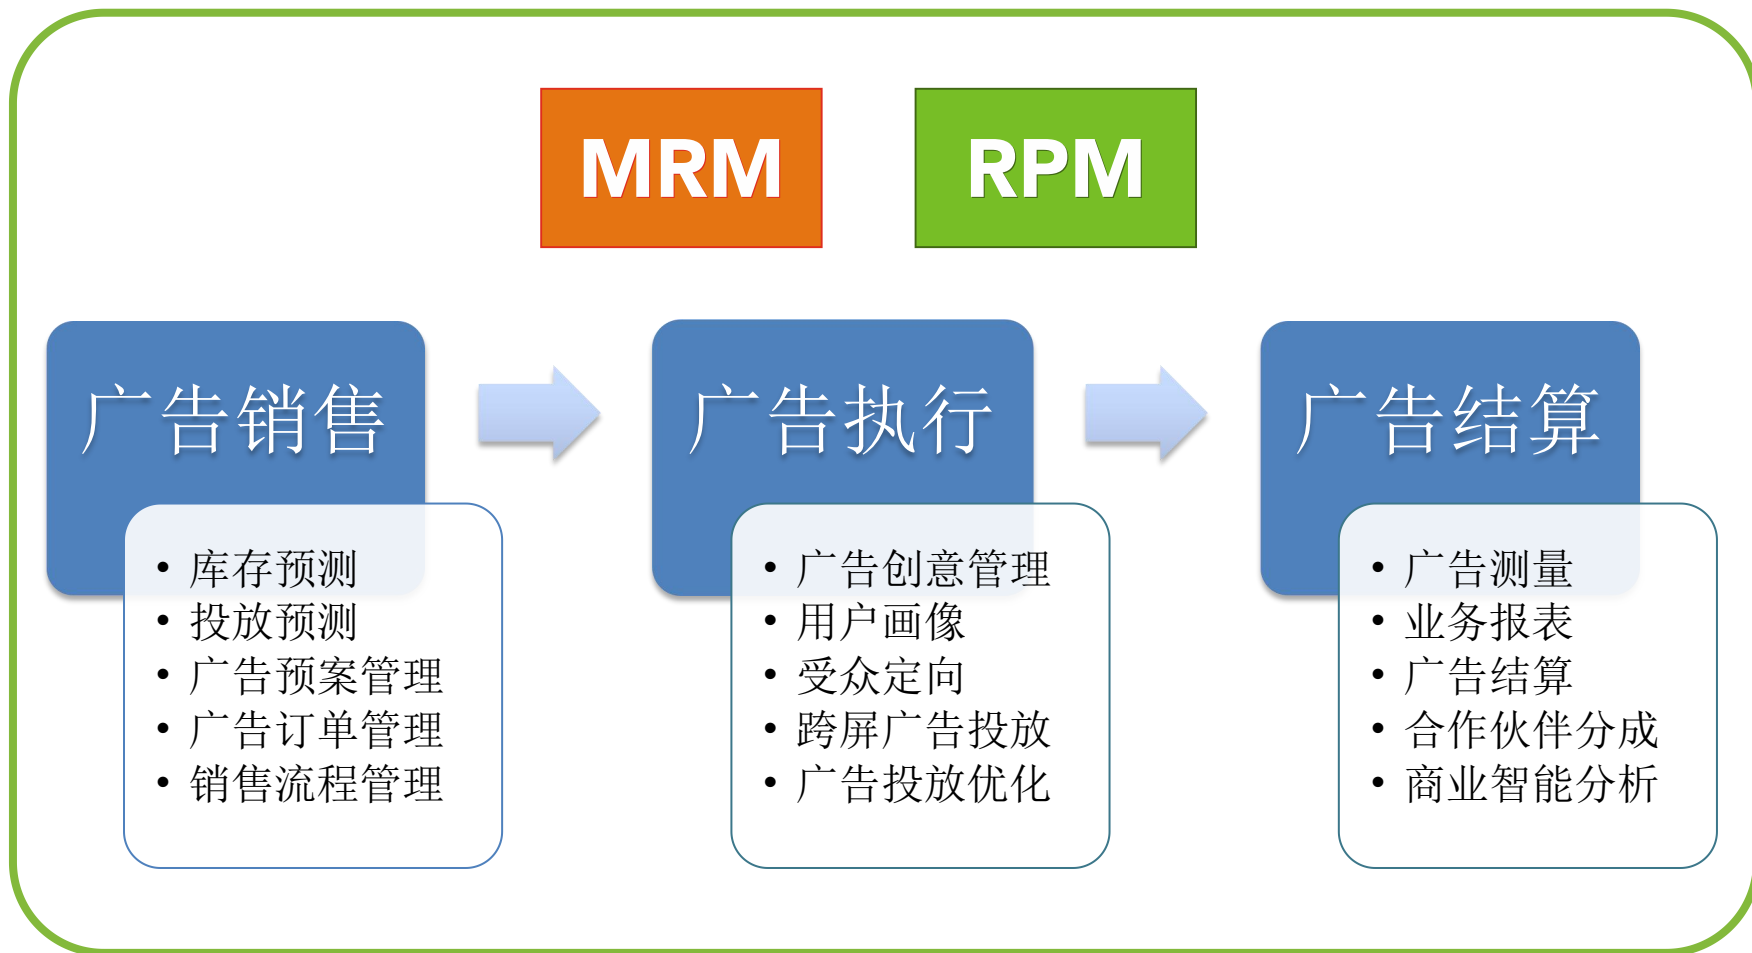 MRM
RPM
广告销售
• 库存预测
• 投放预测
• 广告预案管理
• 广告订单管理
• 销售流程管理
广告执行
• 广告创意管理
• 用户画像
• 受众定向
• 跨屏广告投放
• 广告投放优化
广告结算
• 广告测量
• 业务报表
• 广告结算
• 合作伙伴分成
• 商业智能分析